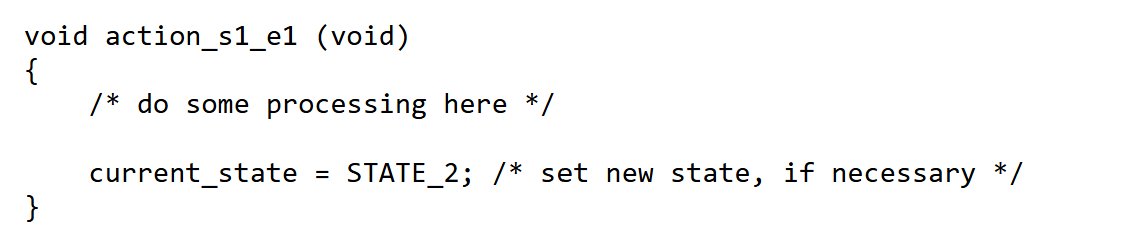 void action_s1_e1 (void)
{
    /* do some processing here */

    current_state = STATE_2; /* set new state, if necessary */
}